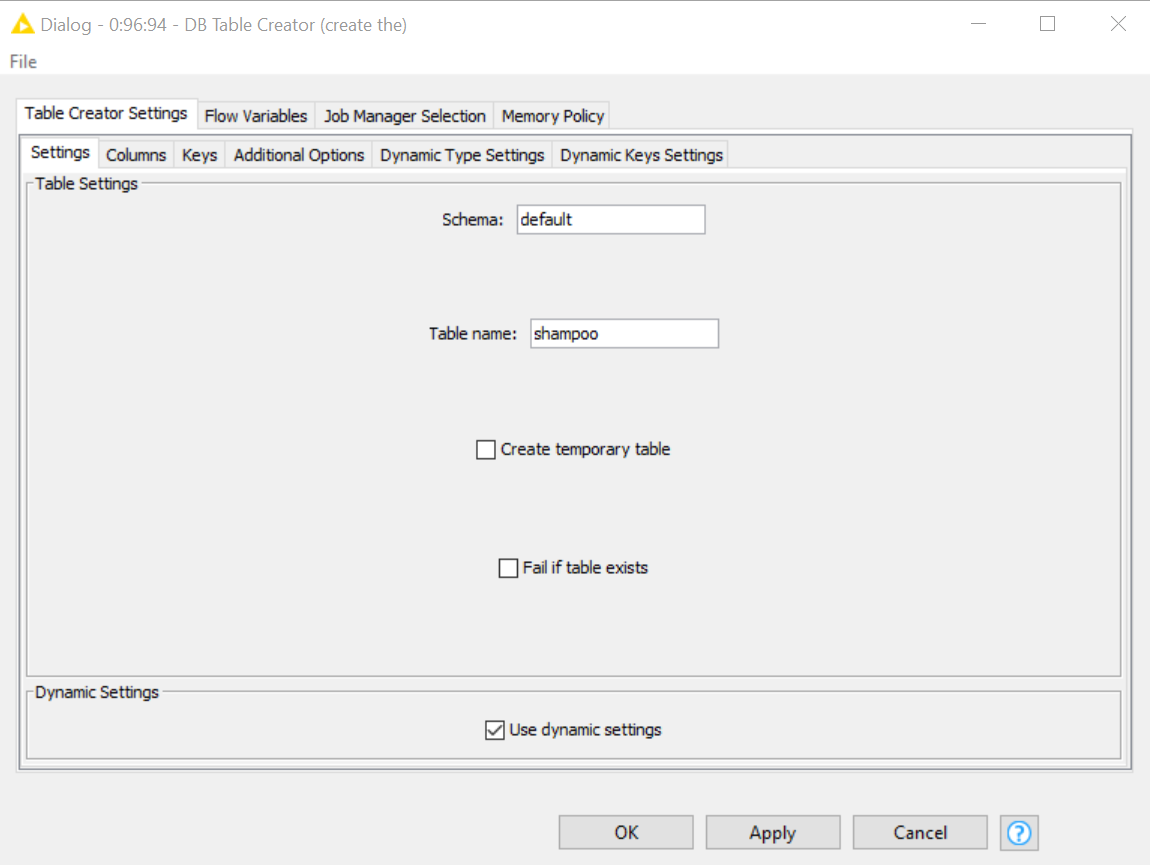 Dialog - 0:96:94 - DB Table Creator (create the)
File
Table Creator Settings Flow Variables Job Manager Selection Memory Policy
Settings Columns Keys Additional Options Dynamic Type Settings Dynamic Keys Settings
Table Settings
Schema: default
Table name: shampoo
Create temporary table
Fail if table exists
Dynamic Settings
Use dynamic settings
OK Apply Cancel ?